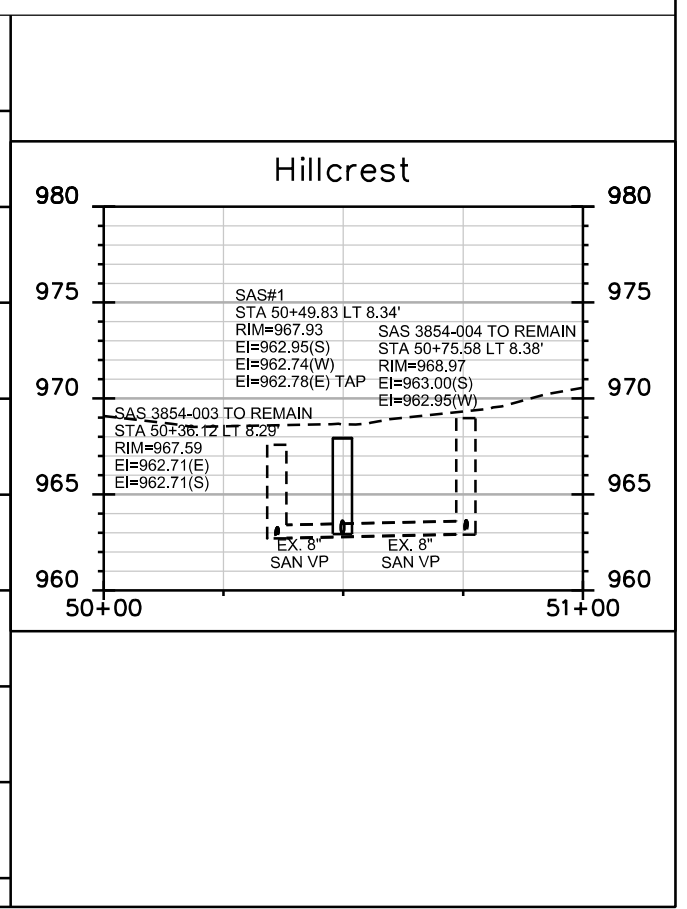 Hillcrest
980
980
975
975
970
970
965
965
960
960
50+00
51+00
SAS#1
STA 50+49.83 LT 8.34'
RIM=967.93
EI=962.95(S)
EI=962.74(W)
EI=962.78(E) TAP
SAS 3854-004 TO REMAIN
STA 50+75.58 LT 8.38'
RIM=968.97
EI=963.00(S)
EI=962.95(W)
SAS 3854-003 TO REMAIN
STA 50+36.12 LT 8.29'
RIM=967.59
EI=962.71(E)
EI=962.71(S)
EX. 8"
SAN VP
EX. 8"
SAN VP